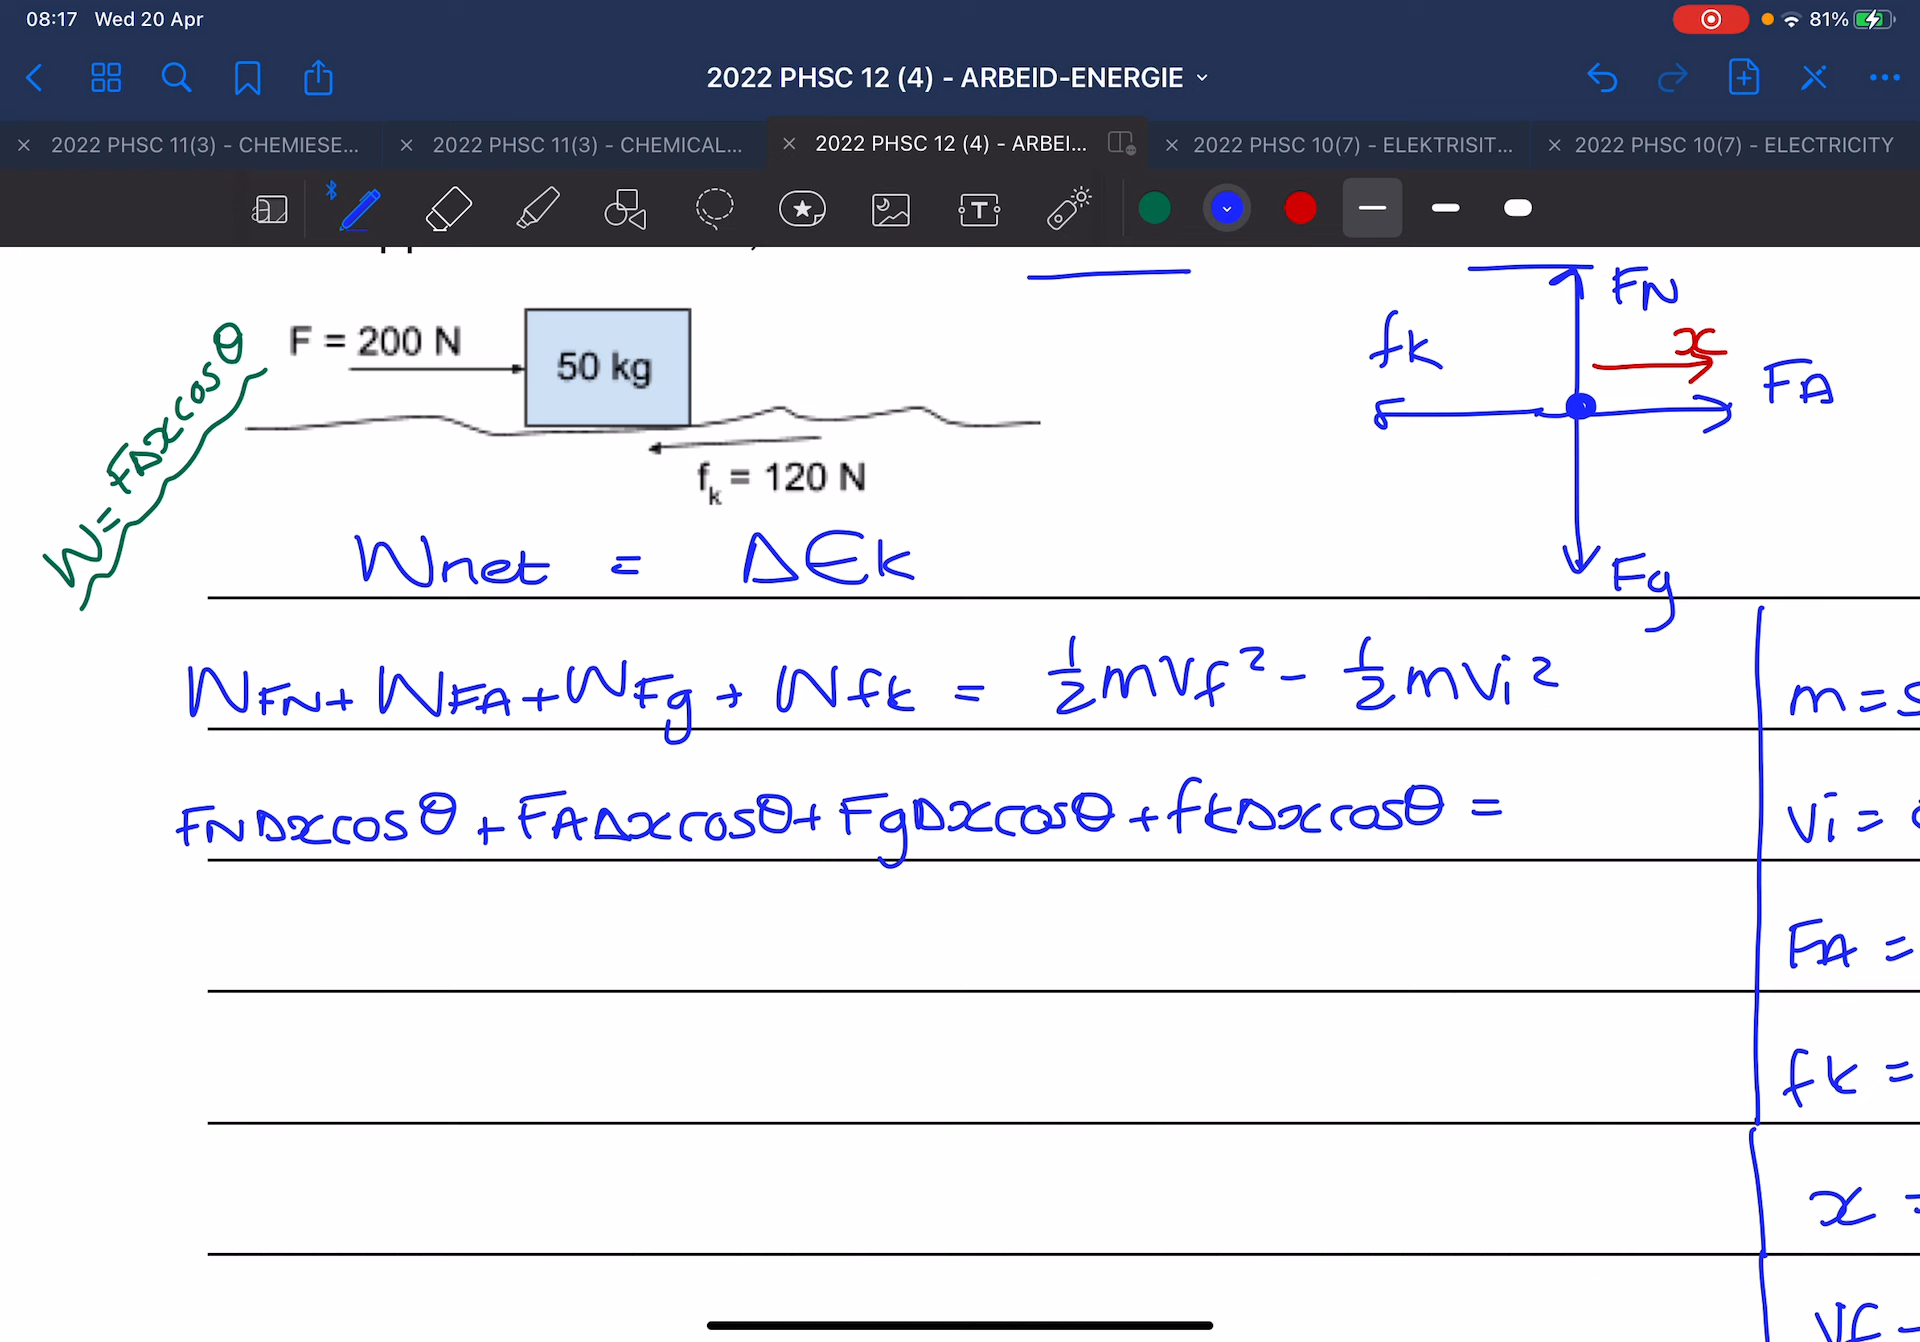 08:17 Wed 20 Apr
81%
2022 PHSC 12 (4) - ARBEID-ENERGIE
2022 PHSC 11(3) - CHEMIESE...
2022 PHSC 11(3) - CHEMICAL...
2022 PHSC 12 (4) - ARBEI...
2022 PHSC 10(7) - ELEKTRISIT...
2022 PHSC 10(7) - ELECTRICITY
T
W = FΔxcosθ
F = 200 N
50 kg
fk = 120 N
FN
fk
x
FA
Fg
Wnet = ΔEk
WFN + WFA + WFg + Wfk = ½mVf² - ½mVi²
m =
FNΔxcosθ + FAΔxcosθ + FgΔxcosθ + fkΔxcosθ =
Vi =
FA =
fk =
x =
Vf